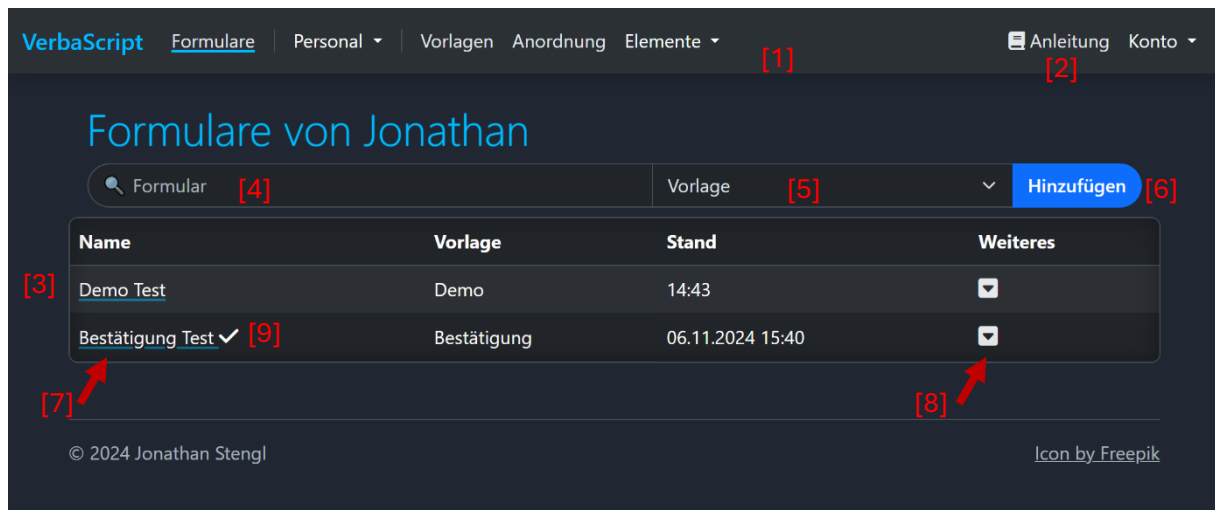 VerbaScript Formulare Personal Vorlagen Anordnung Elemente [1] Anleitung Konto
[2]
Formulare von Jonathan
Formular [4] Vorlage [5] Hinzufügen [6]
Name Vorlage Stand Weiteres
[3] Demo Test Demo 14:43
Bestätigung Test [9] Bestätigung 06.11.2024 15:40
[7] [8]
© 2024 Jonathan Stengl Icon by Freepik